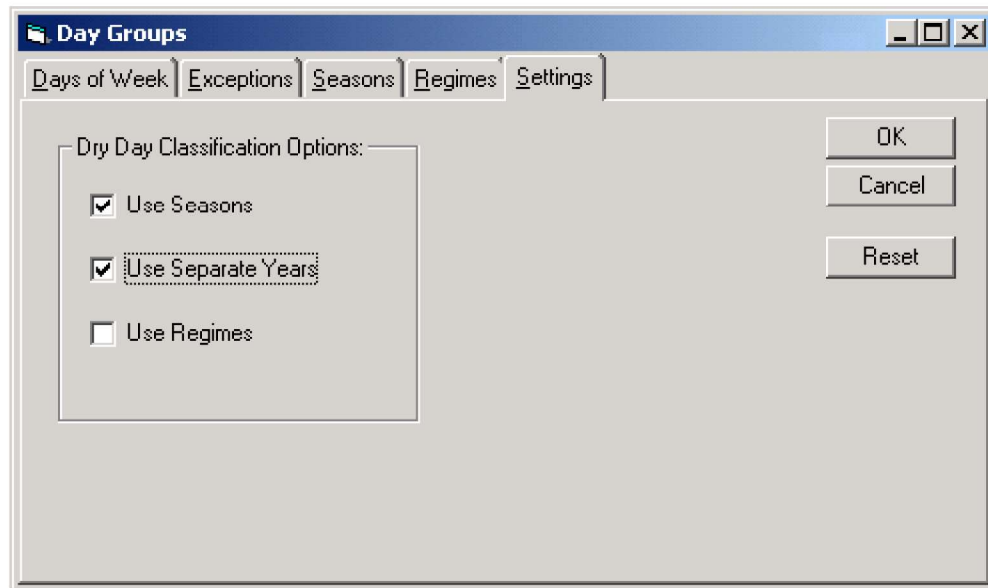 Day Groups
Days of Week Exceptions Seasons Regimes Settings
Dry Day Classification Options:
Use Seasons
Use Separate Years
Use Regimes
OK
Cancel
Reset